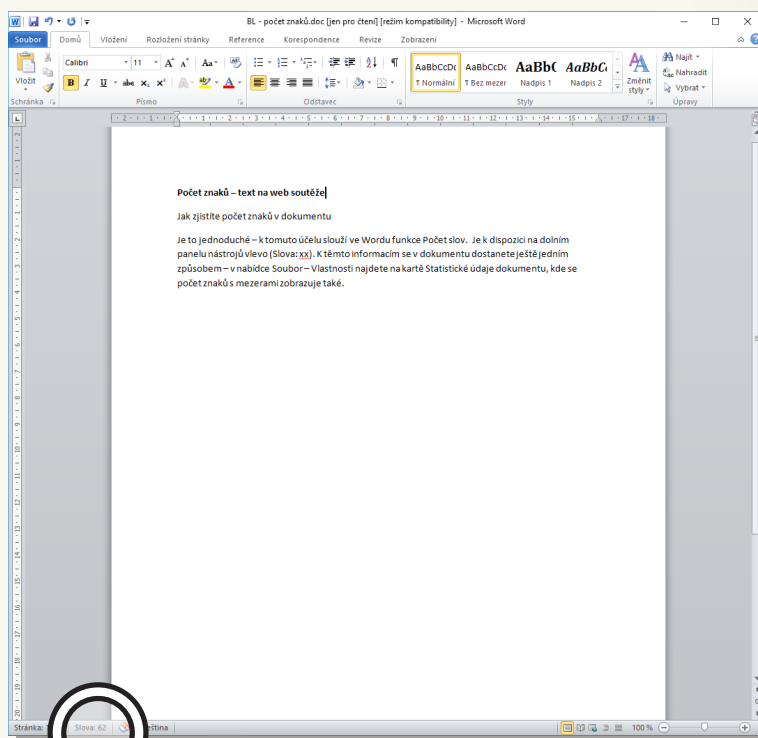 BL - počet znaků.doc [jen pro čtení] [režim kompatibility] - Microsoft Word
Soubor Domů Vložení Rozložení stránky Reference Korespondence Revize Zobrazení
Vložit
Calibri 11
AaBbCcDc AaBbCcDc AaBbC AaBbC
¶ Normální ¶ Bez mezer Nadpis 1 Nadpis 2
Změnit styly
Najít
Nahradit
Vybrat
Schránka Písmo Odstavec Styly Úpravy
Počet znaků – text na web soutěže
Jak zjistíte počet znaků v dokumentu
Je to jednoduché – k tomuto účelu slouží ve Wordu funkce Počet slov. Je k dispozici na dolním
panelu nástrojů vlevo (Slova: xx). K těmto informacím se v dokumentu dostanete ještě jedním
způsobem – v nabídce Soubor – Vlastnosti najdete na kartě Statistické údaje dokumentu, kde se
počet znaků s mezerami zobrazuje také.
Stránka: Slova: 62 100 %